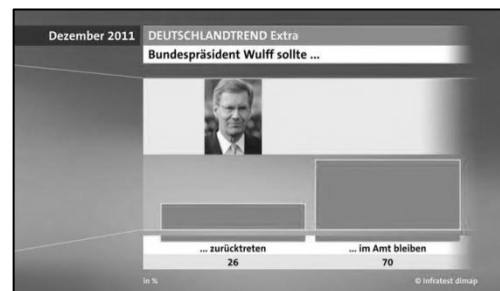 Dezember 2011 DEUTSCHLANDTREND Extra
Bundespräsident Wulff sollte ...
... zurücktreten ... im Amt bleiben
26 70
in % © Infratest dimap